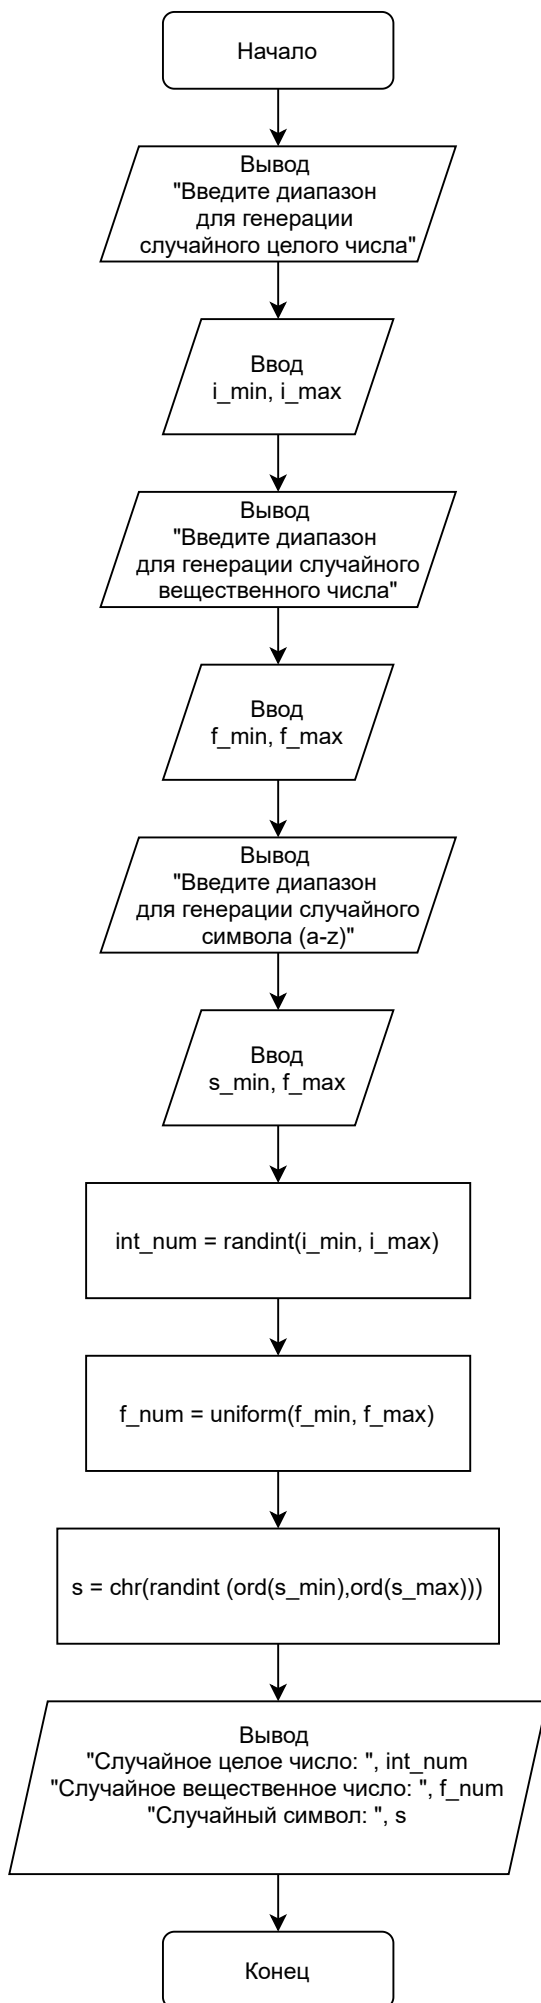 Начало
Вывод
"Введите диапазон
для генерации
случайного целого числа"
Ввод
i_min, i_max
Вывод
"Введите диапазон
для генерации случайного
вещественного числа"
Ввод
f_min, f_max
Вывод
"Введите диапазон
для генерации случайного
символа (a-z)"
Ввод
s_min, f_max
int_num = randint(i_min, i_max)
f_num = uniform(f_min, f_max)
s = chr(randint (ord(s_min),ord(s_max)))
Вывод
"Случайное целое число: ", int_num
"Случайное вещественное число: ", f_num
"Случайный символ: ", s
Конец